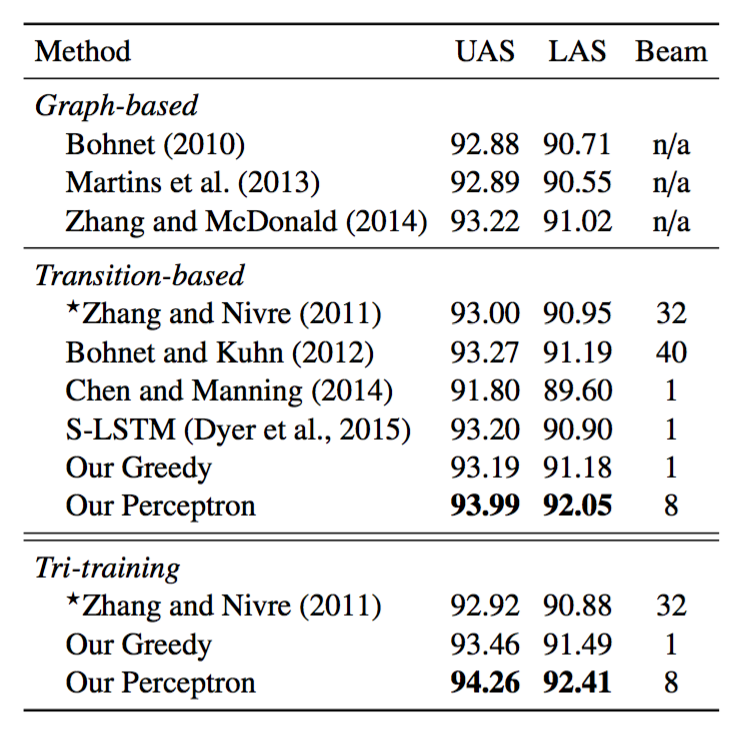 Method UAS LAS Beam
Graph-based
Bohnet (2010) 92.88 90.71 n/a
Martins et al. (2013) 92.89 90.55 n/a
Zhang and McDonald (2014) 93.22 91.02 n/a
Transition-based
★Zhang and Nivre (2011) 93.00 90.95 32
Bohnet and Kuhn (2012) 93.27 91.19 40
Chen and Manning (2014) 91.80 89.60 1
S-LSTM (Dyer et al., 2015) 93.20 90.90 1
Our Greedy 93.19 91.18 1
Our Perceptron 93.99 92.05 8
Tri-training
★Zhang and Nivre (2011) 92.92 90.88 32
Our Greedy 93.46 91.49 1
Our Perceptron 94.26 92.41 8